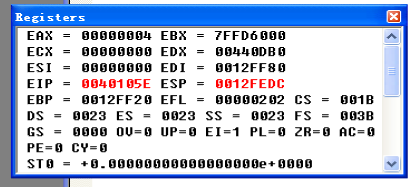 Registers
EAX = 00000004 EBX = 7FFD6000
ECX = 00000000 EDX = 00440DB0
ESI = 00000000 EDI = 0012FF80
EIP = 0040105E ESP = 0012FEDC
EBP = 0012FF20 EFL = 00000202 CS = 001B
DS = 0023 ES = 0023 SS = 0023 FS = 003B
GS = 0000 OV=0 UP=0 EI=1 PL=0 ZR=0 AC=0
PE=0 CY=0
ST0 = +0.00000000000000000e+0000